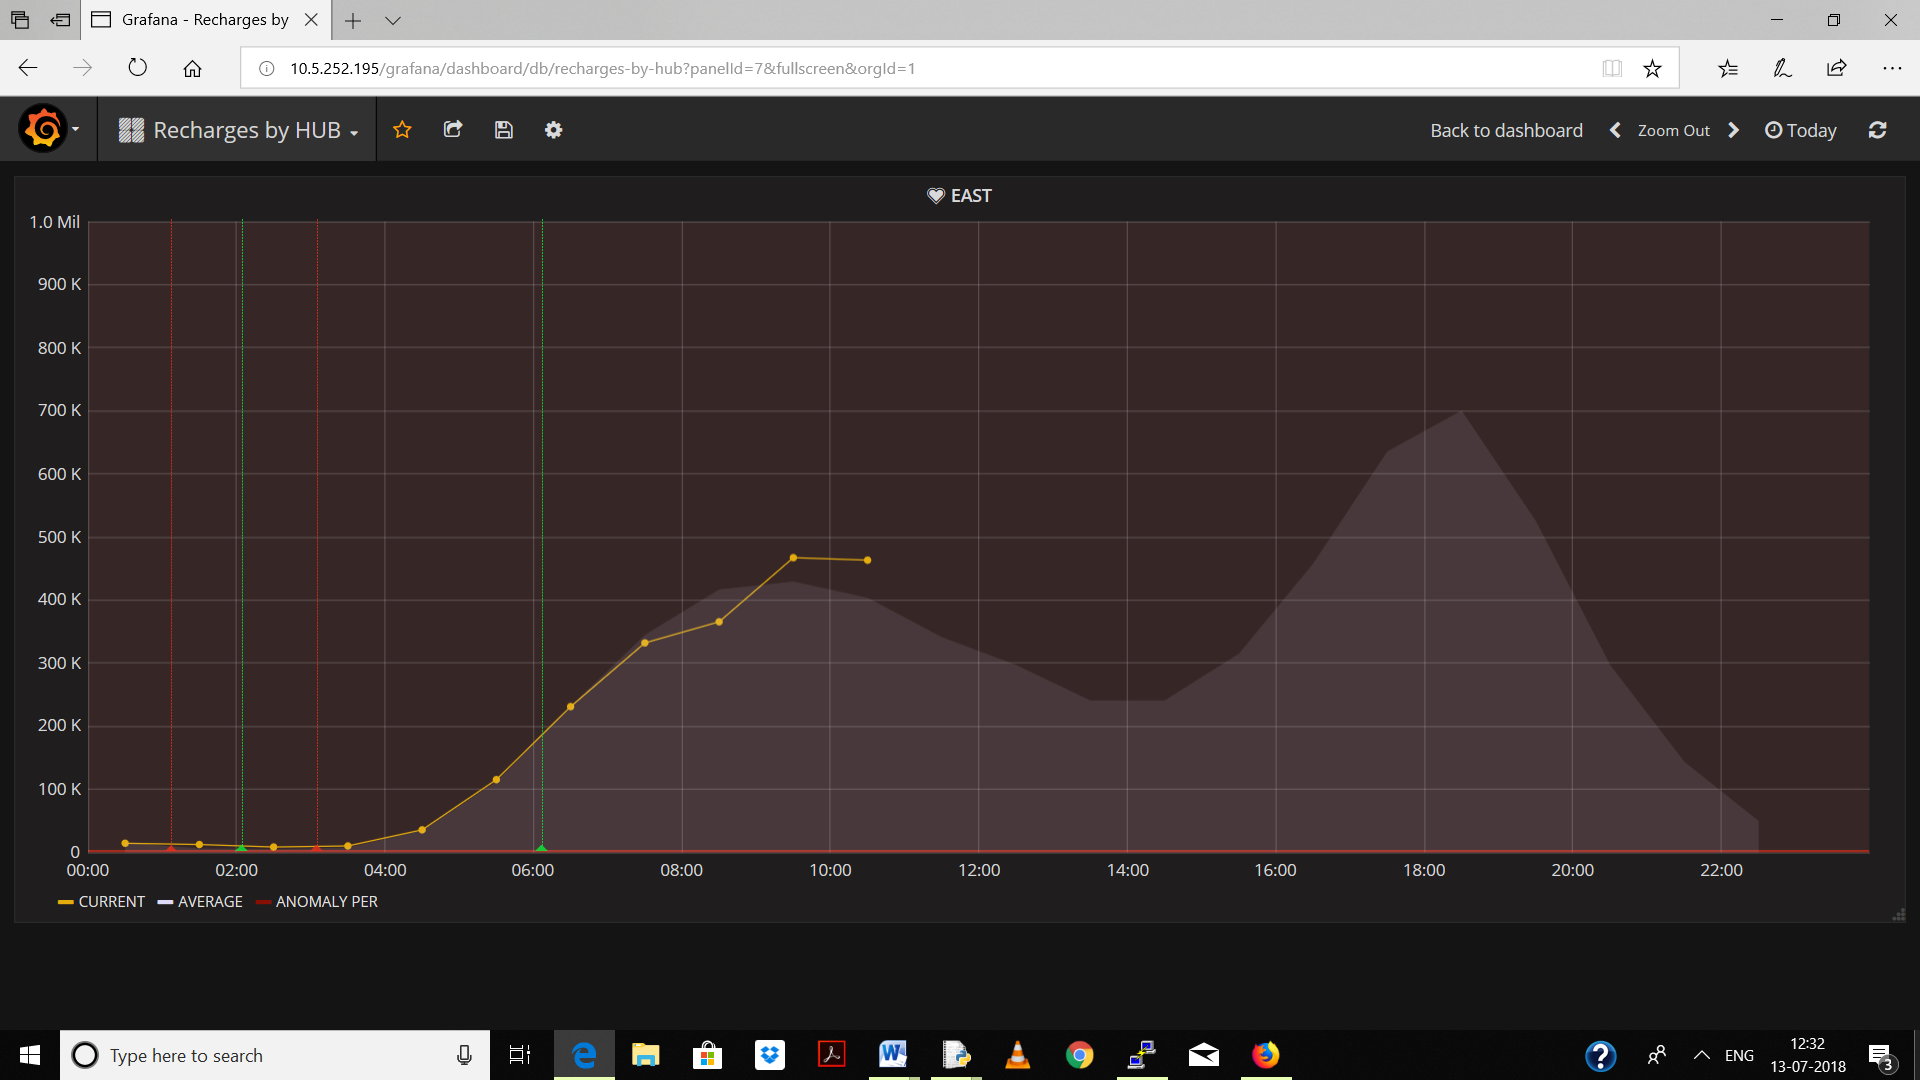 Grafana - Recharges by
10.5.252.195/grafana/dashboard/db/recharges-by-hub?panelId=7&fullscreen&orgId=1
Recharges by HUB
Back to dashboard
Zoom Out
Today
EAST
1.0 Mil
900 K
800 K
700 K
600 K
500 K
400 K
300 K
200 K
100 K
0
00:00 02:00 04:00 06:00 08:00 10:00 12:00 14:00 16:00 18:00 20:00 22:00
CURRENT AVERAGE ANOMALY PER
Type here to search
ENG
12:32
13-07-2018
3